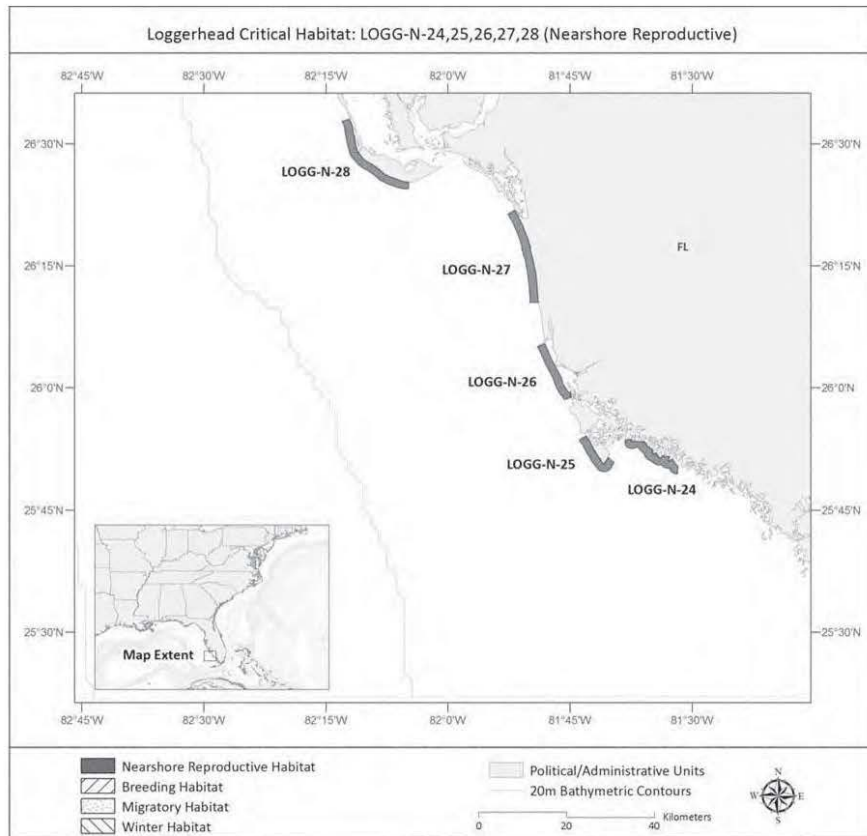 Loggerhead Critical Habitat: LOGG-N-24,25,26,27,28 (Nearshore Reproductive)
82°45'W 82°30'W 82°15'W 82°0'W 81°45'W 81°30'W
26°30'N 26°30'N
LOGG-N-28
FL
26°15'N LOGG-N-27 26°15'N
26°0'N LOGG-N-26 26°0'N
LOGG-N-25
LOGG-N-24
25°45'N 25°45'N
Map Extent
25°30'N 25°30'N
82°45'W 82°30'W 82°15'W 82°0'W 81°45'W 81°30'W
Nearshore Reproductive Habitat
Breeding Habitat
Migratory Habitat
Winter Habitat
Political/Administrative Units
20m Bathymetric Contours
Kilometers
0 20 40
N
W E
S